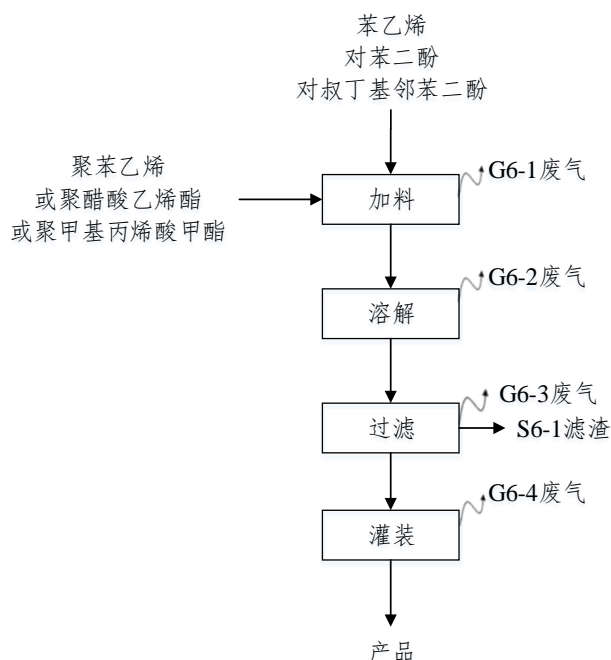 苯乙烯
对苯二酚
对叔丁基邻苯二酚
聚苯乙烯
或聚醋酸乙烯酯
或聚甲基丙烯酸甲酯
加料
G6-1废气
溶解
G6-2废气
过滤
G6-3废气
S6-1滤渣
灌装
G6-4废气
产品